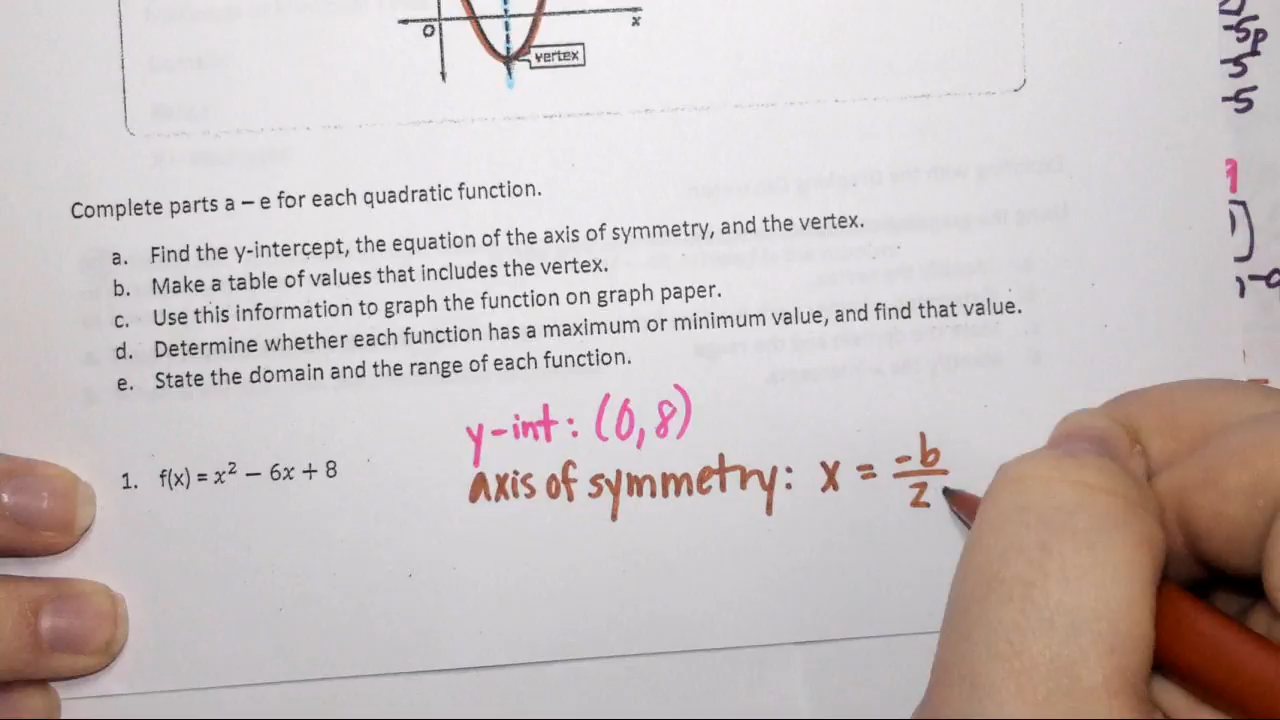 O
x
vertex
Complete parts a – e for each quadratic function.
a. Find the y-intercept, the equation of the axis of symmetry, and the vertex.
b. Make a table of values that includes the vertex.
c. Use this information to graph the function on graph paper.
d. Determine whether each function has a maximum or minimum value, and find that value.
e. State the domain and the range of each function.
y-int: (0,8)
1. f(x) = x² – 6x + 8
axis of symmetry: x = -b/2